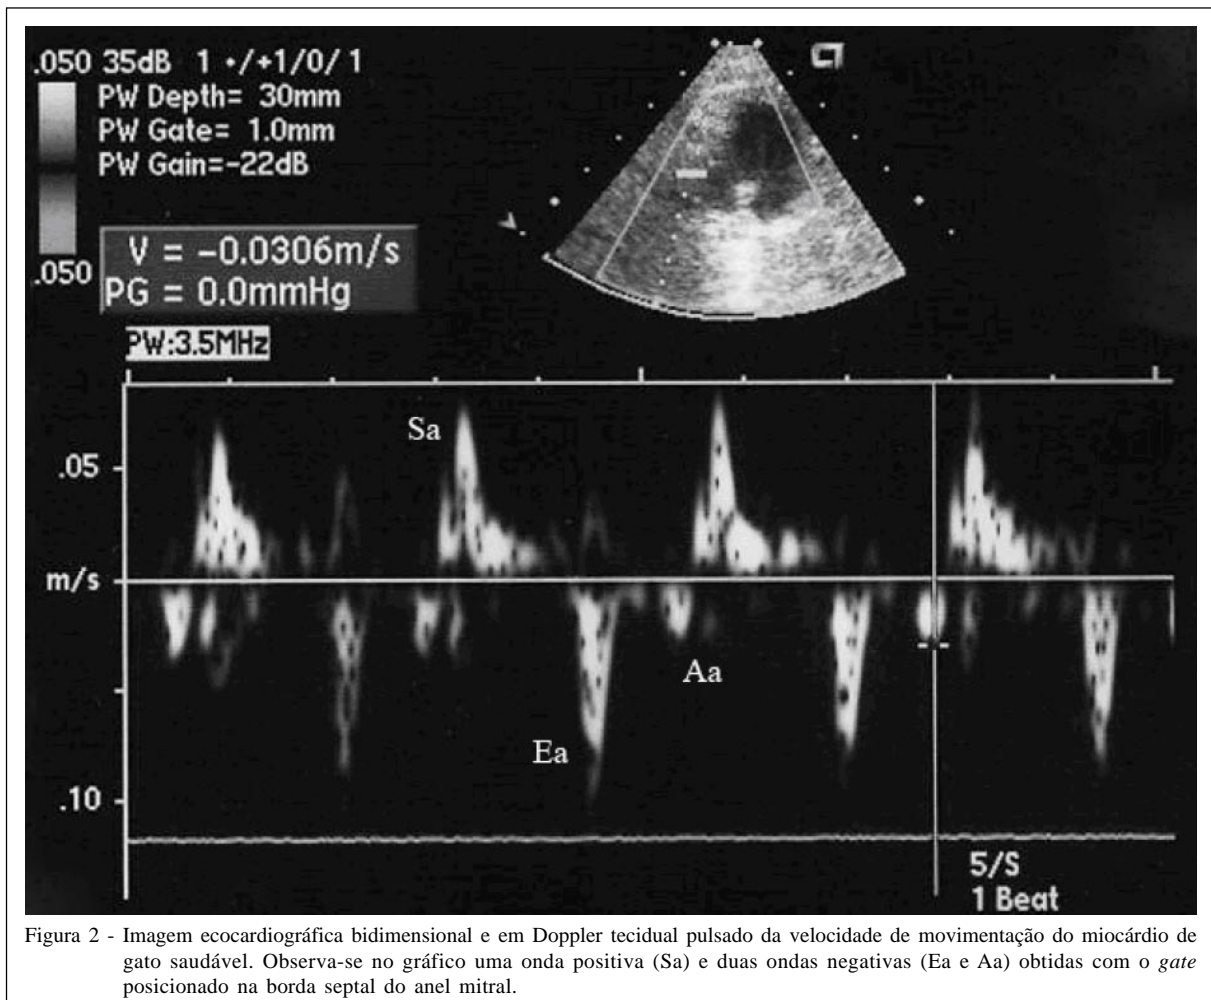 .050 35dB 1 •/+1/0/1
PW Depth= 30mm
PW Gate= 1.0mm
PW Gain=-22dB
V = -0.0306m/s
.050
PG = 0.0mmHg
PW:3.5MHz
Sa
.05
m/s
Aa
Ea
.10
5/S
1 Beat
Figura 2 - Imagem ecocardiográfica bidimensional e em Doppler tecidual pulsado da velocidade de movimentação do miocárdio de
gato saudável. Observa-se no gráfico uma onda positiva (Sa) e duas ondas negativas (Ea e Aa) obtidas com o gate
posicionado na borda septal do anel mitral.